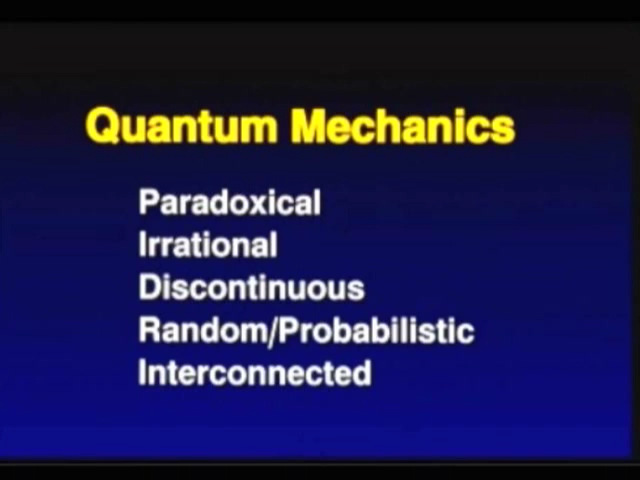 Quantum Mechanics
Paradoxical
Irrational
Discontinuous
Random/Probabilistic
Interconnected